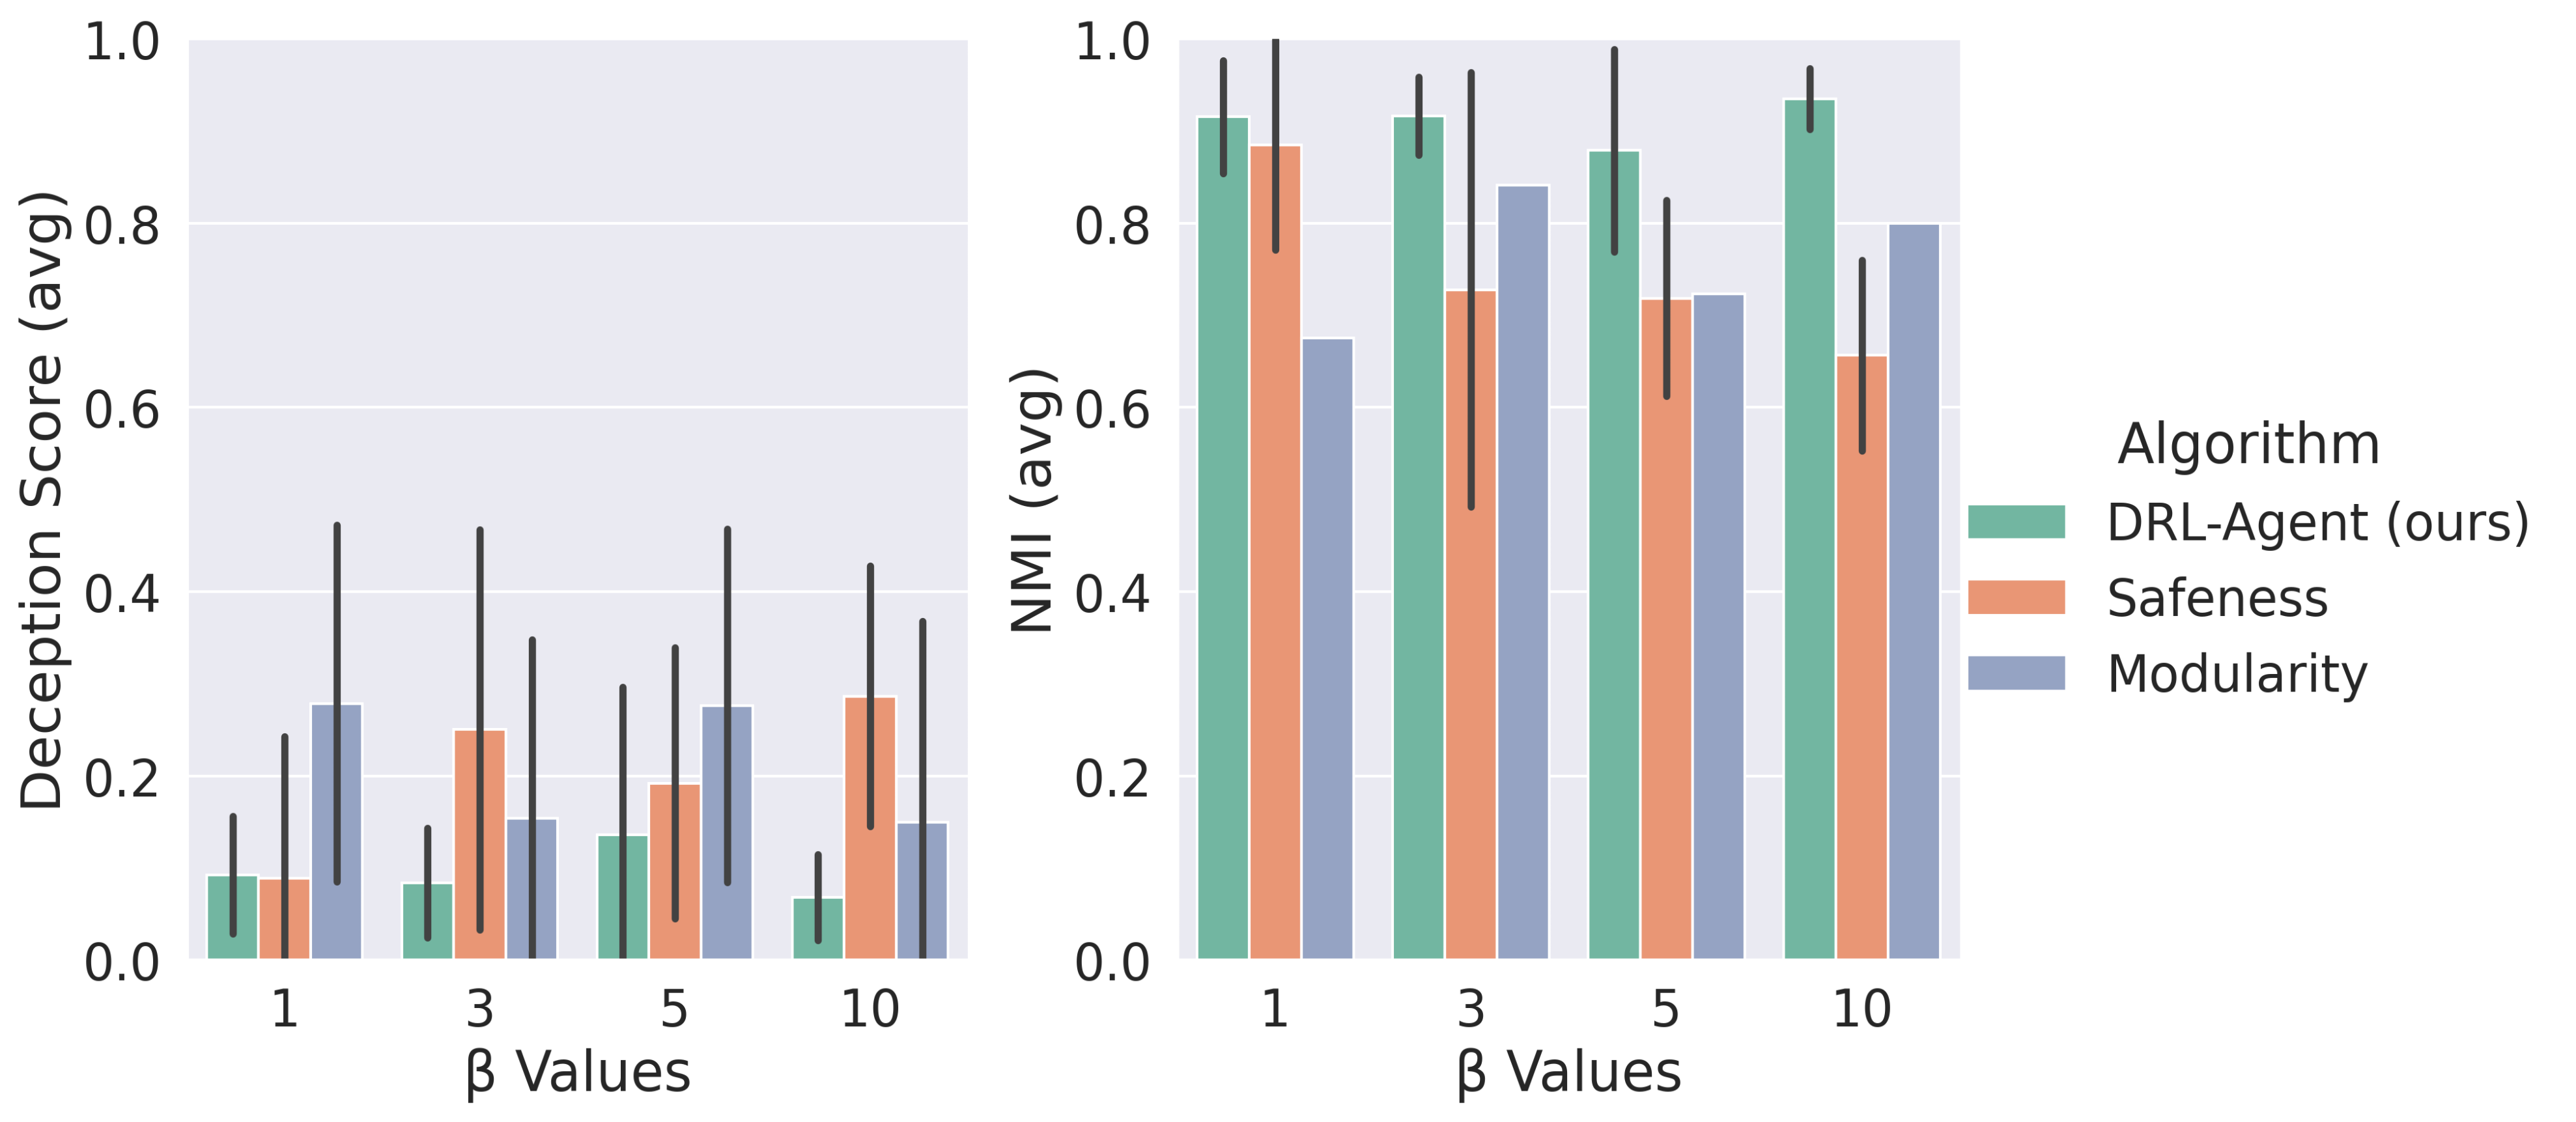 Deception Score (avg)
1.0
0.8
0.6
0.4
0.2
0.0
1 3 5 10
β Values
NMI (avg)
1.0
0.8
0.6
0.4
0.2
0.0
1 3 5 10
β Values
Algorithm
DRL-Agent (ours)
Safeness
Modularity